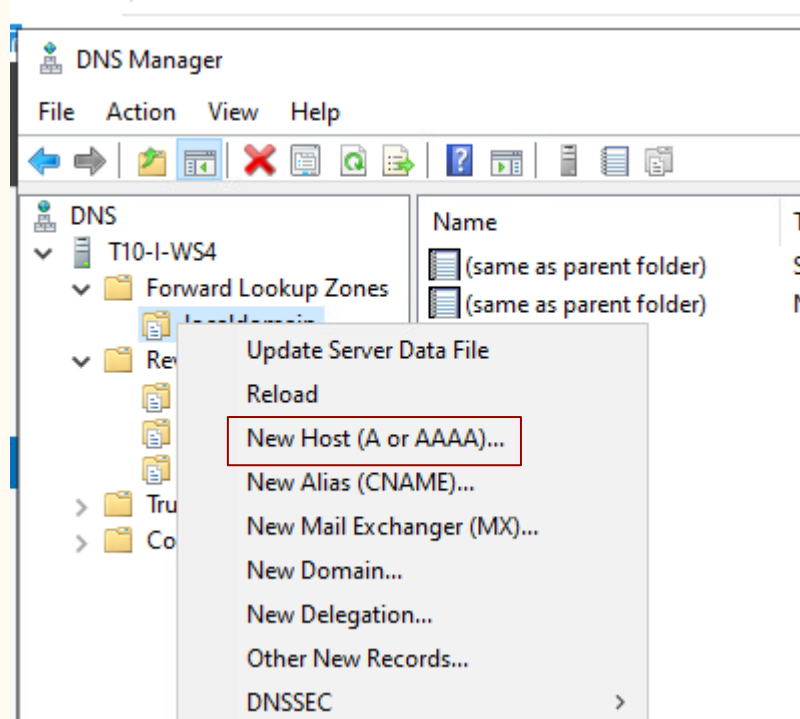 DNS Manager
File Action View Help
DNS
T10-I-WS4
Forward Lookup Zones
localdomain
Name
(same as parent folder)
(same as parent folder)
Update Server Data File
Reload
New Host (A or AAAA)...
New Alias (CNAME)...
New Mail Exchanger (MX)...
New Domain...
New Delegation...
Other New Records...
DNSSEC